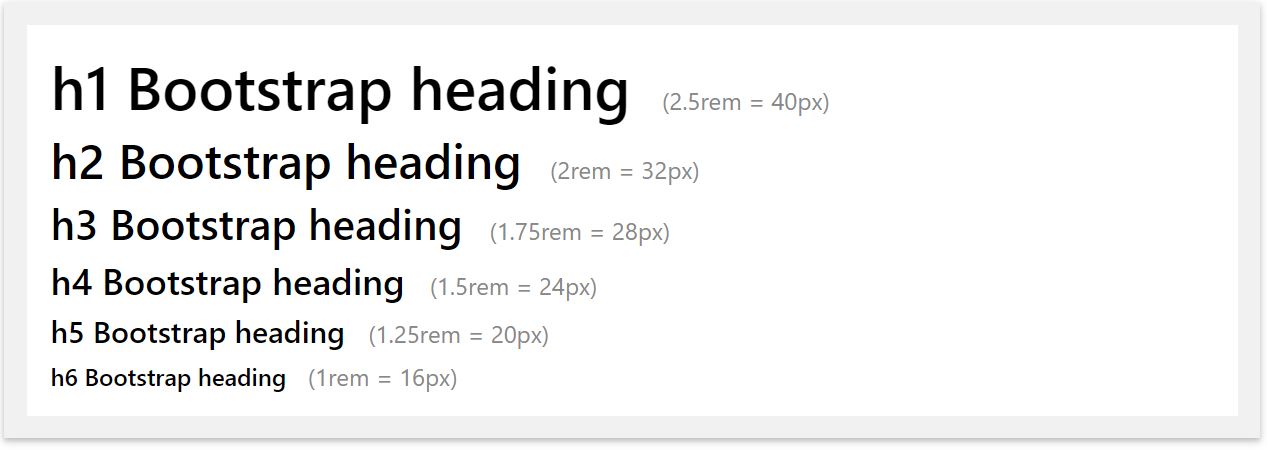 h1 Bootstrap heading (2.5rem = 40px)
h2 Bootstrap heading (2rem = 32px)
h3 Bootstrap heading (1.75rem = 28px)
h4 Bootstrap heading (1.5rem = 24px)
h5 Bootstrap heading (1.25rem = 20px)
h6 Bootstrap heading (1rem = 16px)